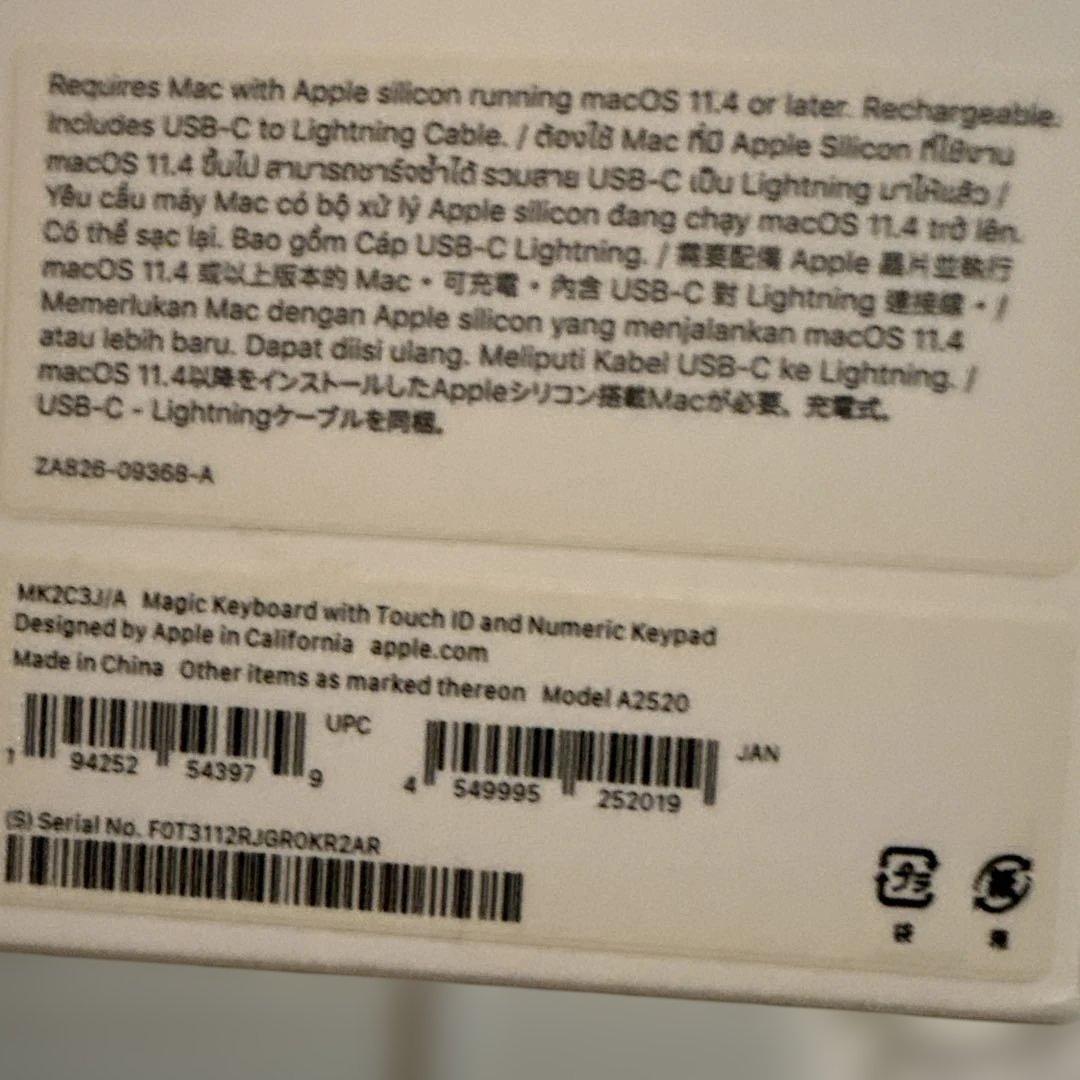 Requires Mac with Apple silicon running macOS 11.4 or later. Rechargeable.
Includes USB-C to Lightning Cable. / ต้องใช้ Mac ที่มี Apple Silicon ที่ใช้งาน
macOS 11.4 ขึ้นไป สามารถชาร์จซ้ำได้ รวมสาย USB-C เป็น Lightning มาให้แล้ว /
Yêu cầu máy Mac có bộ xử lý Apple silicon đang chạy macOS 11.4 trở lên.
Có thể sạc lại. Bao gồm Cáp USB-C Lightning. / 需要配備 Apple 晶片並執行
macOS 11.4 或以上版本的 Mac。可充電。內含 USB-C 對 Lightning 連接線。/
Memerlukan Mac dengan Apple silicon yang menjalankan macOS 11.4
atau lebih baru. Dapat diisi ulang. Meliputi Kabel USB-C ke Lightning. /
macOS 11.4以降をインストールしたAppleシリコン搭載Macが必要。充電式。
USB-C - Lightningケーブルを同梱。
ZA826-09368-A
MK2C3J/A Magic Keyboard with Touch ID and Numeric Keypad
Designed by Apple in California apple.com
Made in China Other items as marked thereon Model A2520
UPC JAN
1 94252 54397 9 4 549995 252019
(S) Serial No. F0T3112RJGR0KR2AR
プラ 紙
袋 箱